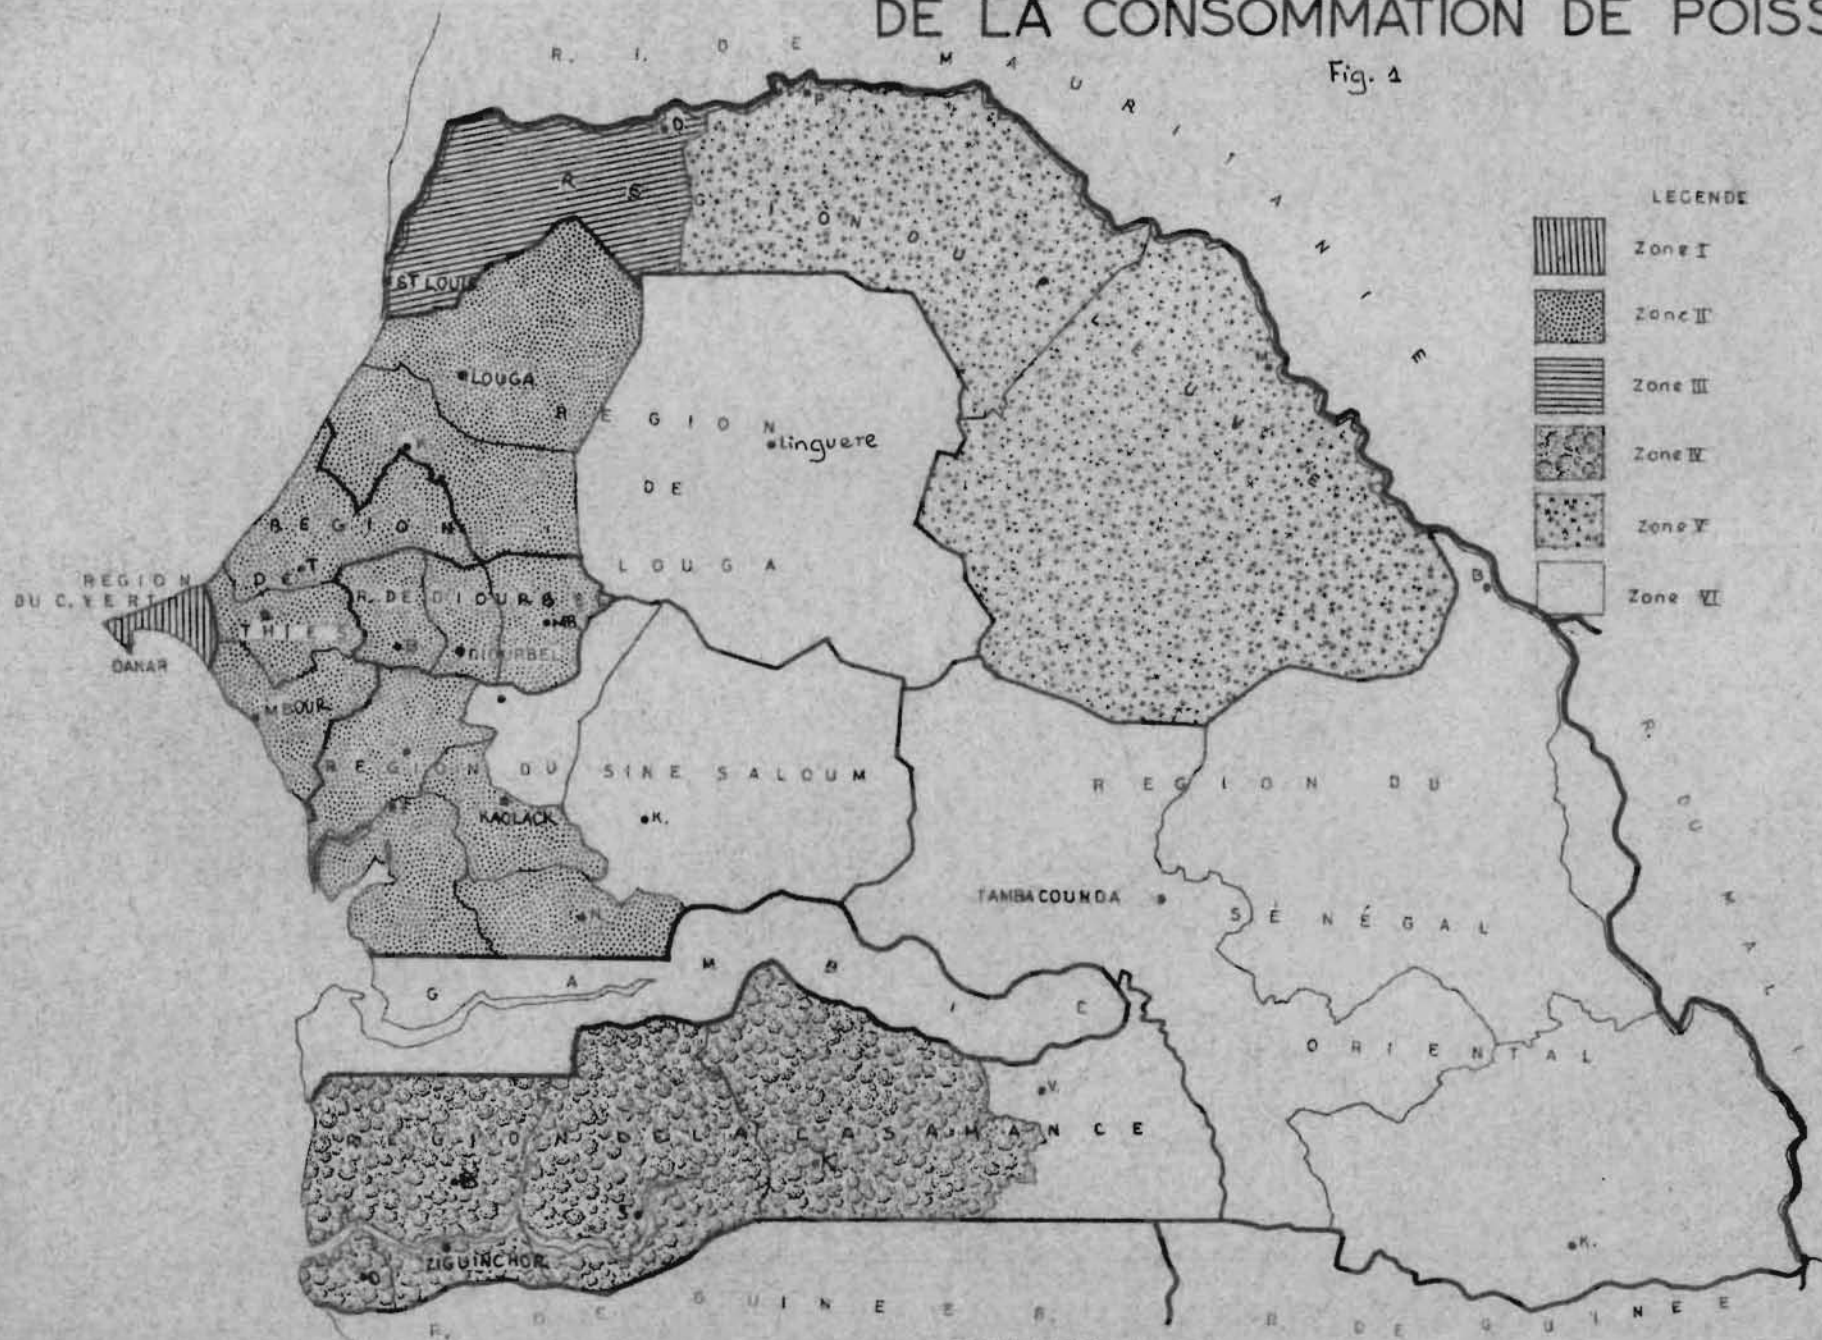 DE LA CONSOMMATION DE POISS
Fig. 1
R. I. DE MAURITANIE
LEGENDE
Zone I
Zone II
Zone III
Zone IV
Zone V
Zone VI
REGION DU FLEUVE
D.
P
M
B
ST LOUIS
LOUGA
K
REGION
DE
LOUGA
Linguere
REGION
DE
THIES
T
REGION
DU C. VERT
DAKAR
R. DE DIOURBEL
B
DIOURBEL
MB
MBOUR
REGION DU SINE SALOUM
F
KAOLACK
K.
N.
REGION DU
SÉNÉGAL
ORIENTAL
TAMBACOUNDA
K.
R. DU MALI
GAMBIE
REGION DE LA CASAMANCE
V.
B
K
S
O
ZIGUINCHOR
R. DE GUINEE B.
R. DE GUINEE